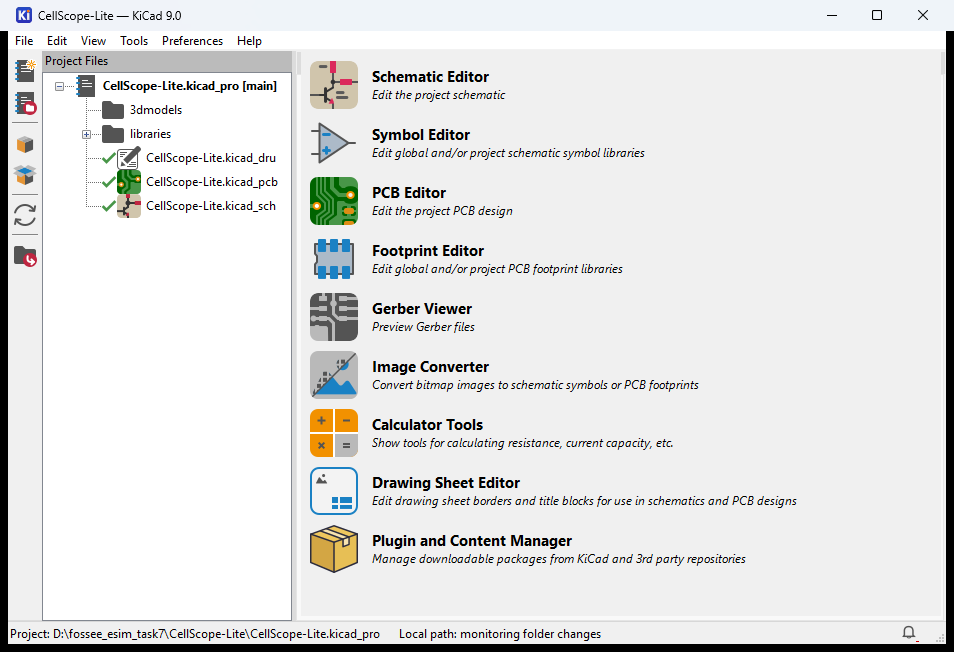 CellScope-Lite — KiCad 9.0
File Edit View Tools Preferences Help
Project Files
CellScope-Lite.kicad_pro [main]
3dmodels
libraries
CellScope-Lite.kicad_dru
CellScope-Lite.kicad_pcb
CellScope-Lite.kicad_sch
Schematic Editor
Edit the project schematic
Symbol Editor
Edit global and/or project schematic symbol libraries
PCB Editor
Edit the project PCB design
Footprint Editor
Edit global and/or project PCB footprint libraries
Gerber Viewer
Preview Gerber files
Image Converter
Convert bitmap images to schematic symbols or PCB footprints
Calculator Tools
Show tools for calculating resistance, current capacity, etc.
Drawing Sheet Editor
Edit drawing sheet borders and title blocks for use in schematics and PCB designs
Plugin and Content Manager
Manage downloadable packages from KiCad and 3rd party repositories
Project: D:\fossee_esim_task7\CellScope-Lite\CellScope-Lite.kicad_pro Local path: monitoring folder changes